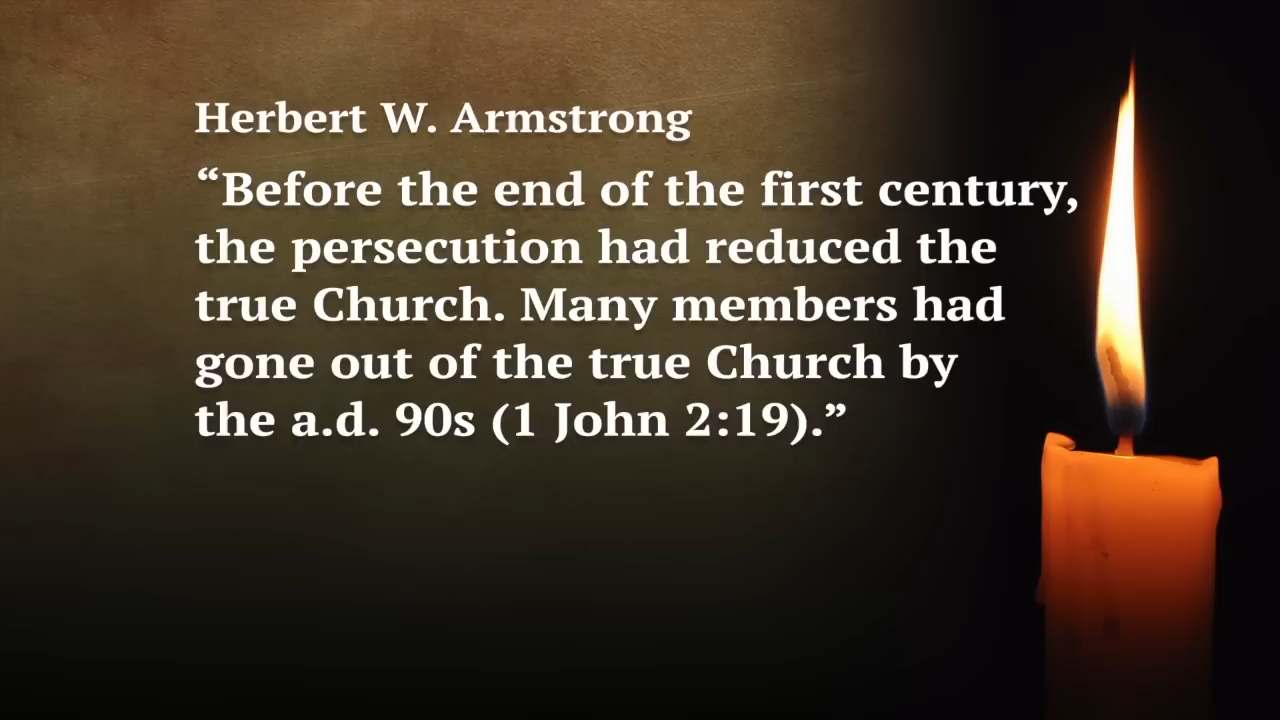 Herbert W. Armstrong
“Before the end of the first century,
the persecution had reduced the
true Church. Many members had
gone out of the true Church by
the a.d. 90s (1 John 2:19).”